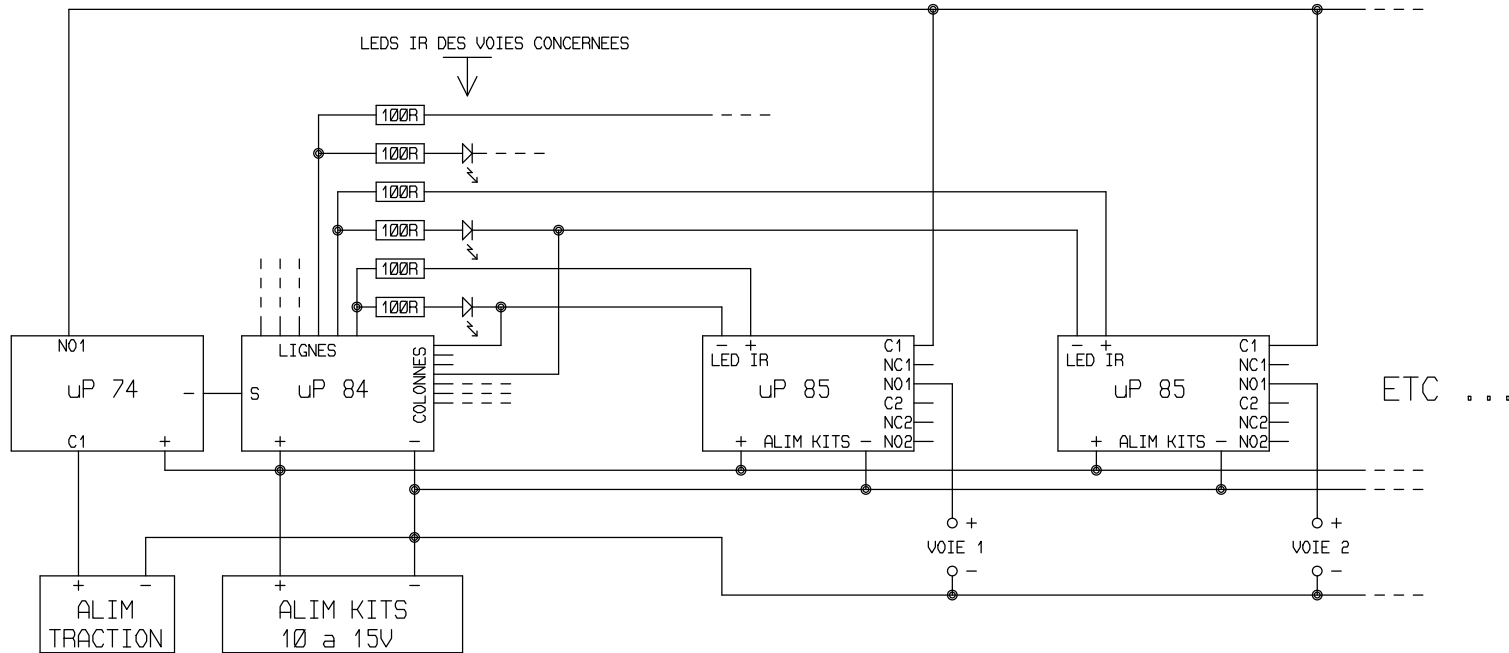 LEDS IR DES VOIES CONCERNEES
100R
100R
100R
100R
100R
100R
NO1
uP 74
-
C1
+
LIGNES
S
uP 84
COLONNES
+
-
- +
LED IR
uP 85
C1
NC1
NO1
C2
NC2
NO2
+ ALIM KITS -
- +
LED IR
uP 85
C1
NC1
NO1
C2
NC2
NO2
+ ALIM KITS -
ETC ...
+
VOIE 1
-
+
VOIE 2
-
+ -
ALIM
TRACTION
+ -
ALIM KITS
10 a 15V